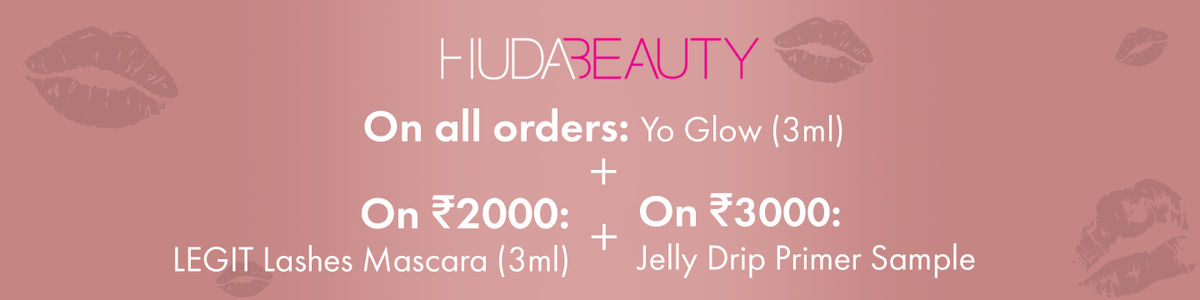 HUDABEAUTY
On all orders: Yo Glow (3ml)
+
On ₹2000:
LEGIT Lashes Mascara (3ml)
+
On ₹3000:
Jelly Drip Primer Sample